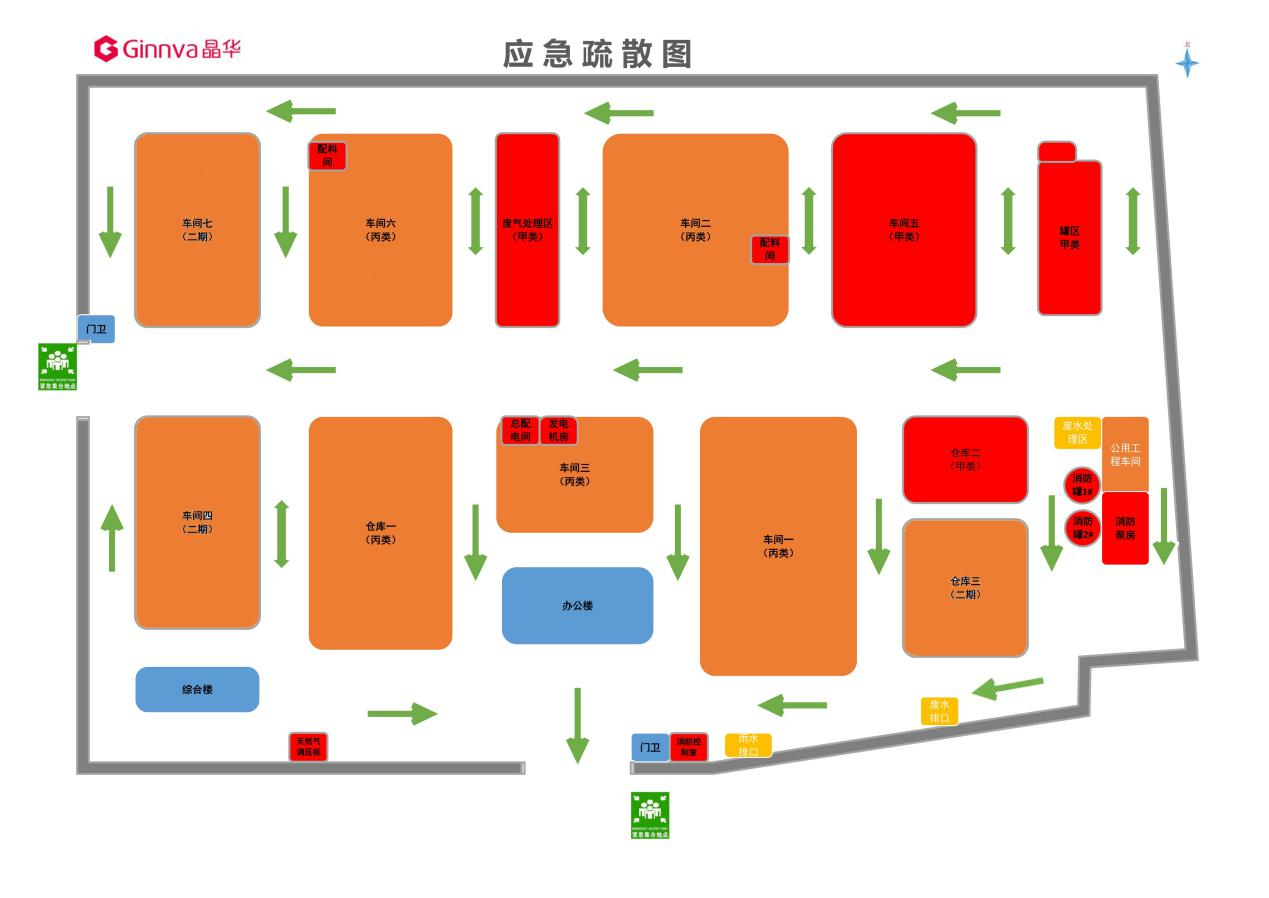 Ginnva晶华
应急疏散图
北
配料
间
车间七
（二期）
车间六
（丙类）
废气处理区
（甲类）
车间二
（丙类）
配料
间
车间五
（甲类）
罐区
甲类
门卫
EMERGENCY MUSTER POINT
紧急集合地点
总配
电间
发电
机房
车间三
（丙类）
车间四
（二期）
仓库一
（丙类）
车间一
（丙类）
仓库二
（甲类）
废水处
理区
公用工
程车间
消防
罐1#
消防
罐2#
消防
泵房
仓库三
（二期）
办公楼
综合楼
天然气
调压柜
门卫
消防控
制室
雨水
排口
废水
排口
EMERGENCY MUSTER POINT
紧急集合地点